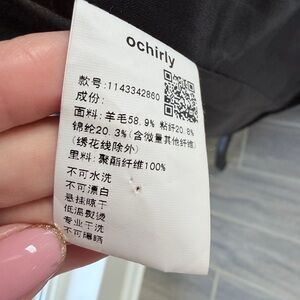 ochirly
款号:1143342860
成份:
面料:羊毛58.9% 粘纤20.8%
锦纶20.3%(含微量其他纤维)
(绣花线除外)
里料:聚酯纤维100%
不可水洗
不可漂白
悬挂晾干
低温熨烫
专业干洗
不可曝晒